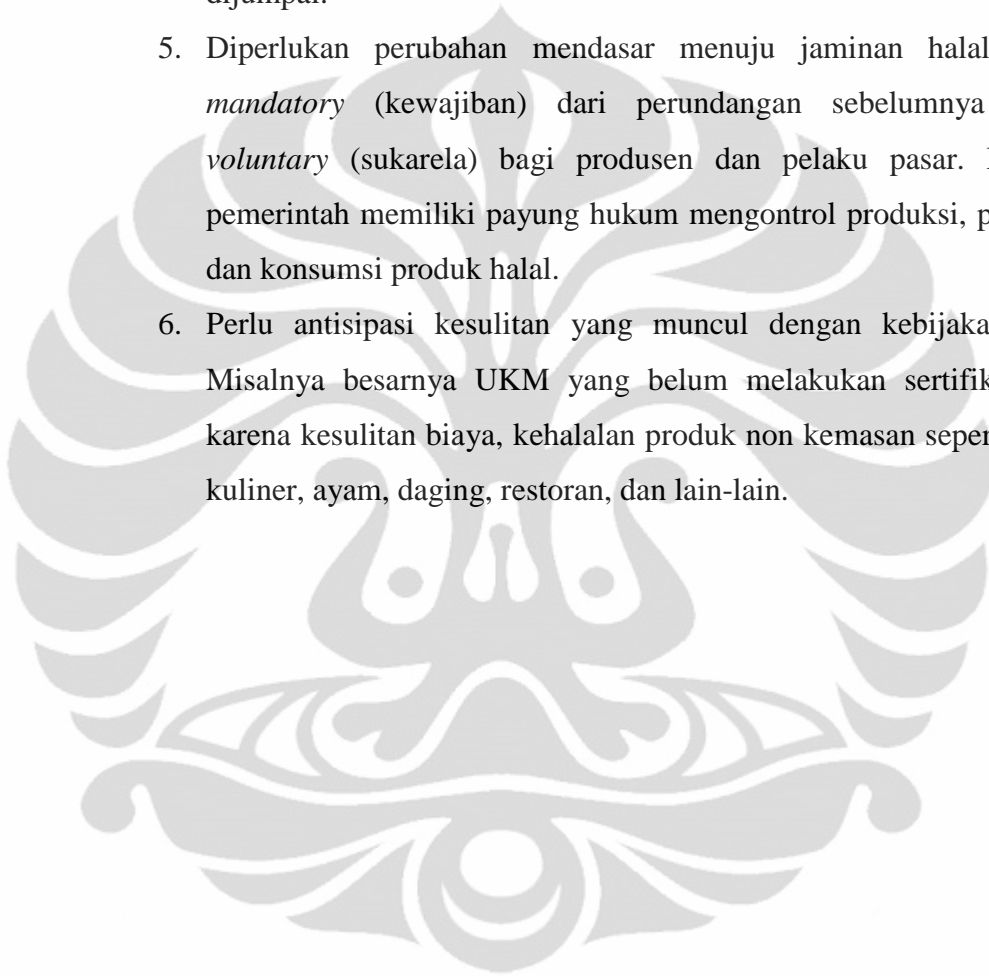 dijumpai.
5. Diperlukan perubahan mendasar menuju jaminan halal
mandatory (kewajiban) dari perundangan sebelumnya
voluntary (sukarela) bagi produsen dan pelaku pasar.
pemerintah memiliki payung hukum mengontrol produksi,
dan konsumsi produk halal.
6. Perlu antisipasi kesulitan yang muncul dengan
Misalnya besarnya UKM yang belum melakukan
karena kesulitan biaya, kehalalan produk non kemasan
kuliner, ayam, daging, restoran, dan lain-lain.